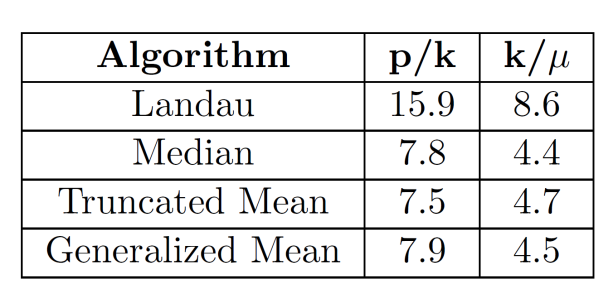 Algorithm p/k k/μ
Landau 15.9 8.6
Median 7.8 4.4
Truncated Mean 7.5 4.7
Generalized Mean 7.9 4.5